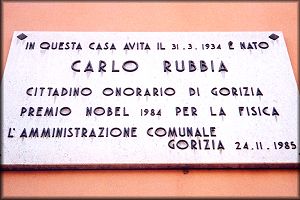 IN QUESTA CASA AVITA IL 31.3.1934 È NATO
CARLO RUBBIA
CITTADINO ONORARIO DI GORIZIA
PREMIO NOBEL 1984 PER LA FISICA
L'AMMINISTRAZIONE COMUNALE
GORIZIA 24.11.1985